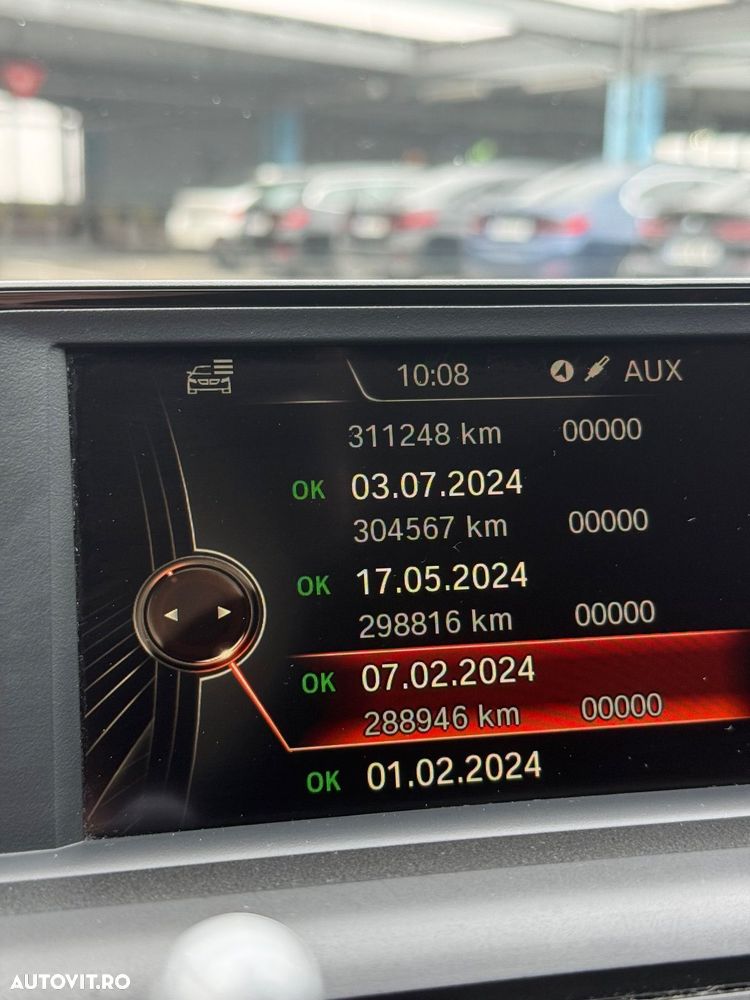 10:08 AUX
311248 km 00000
OK 03.07.2024
304567 km 00000
OK 17.05.2024
298816 km 00000
OK 07.02.2024
288946 km 00000
OK 01.02.2024
AUTOVIT.RO